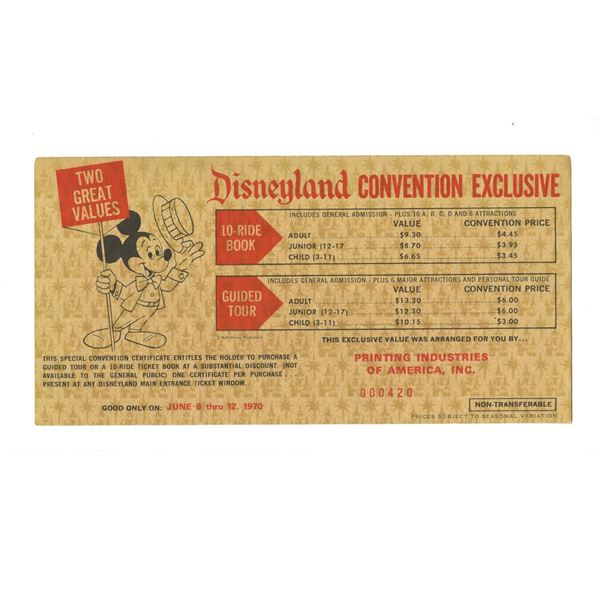 TWO
GREAT
VALUES
Disneyland CONVENTION EXCLUSIVE
10-RIDE
BOOK
INCLUDES GENERAL ADMISSION - PLUS 10 A, B, C, D AND E ATTRACTIONS
VALUE CONVENTION PRICE
ADULT $9.30 $4.45
JUNIOR (12-17 $8.70 $3.95
CHILD (3-11) $6.65 $3.45
GUIDED
TOUR
INCLUDES GENERAL ADMISSION - PLUS 6 MAJOR ATTRACTIONS AND PERSONAL TOUR GUIDE
VALUE CONVENTION PRICE
ADULT $13.30 $6.00
JUNIOR (12-17) $12.30 $6.00
CHILD (3-11) $10.15 $3.00
© Walt Disney Productions
THIS SPECIAL CONVENTION CERTIFICATE ENTITLES THE HOLDER TO PURCHASE A
GUIDED TOUR OR A 10-RIDE TICKET BOOK AT A SUBSTANTIAL DISCOUNT. (NOT
AVAILABLE TO THE GENERAL PUBLIC) ONE CERTIFICATE PER PURCHASE . . .
PRESENT AT ANY DISNEYLAND MAIN ENTRANCE TICKET WINDOW.
GOOD ONLY ON: JUNE 6 thru 12, 1970
THIS EXCLUSIVE VALUE WAS ARRANGED FOR YOU BY...
PRINTING INDUSTRIES
OF AMERICA, INC.
000420
NON-TRANSFERABLE
PRICES SUBJECT TO SEASONAL VARIATION